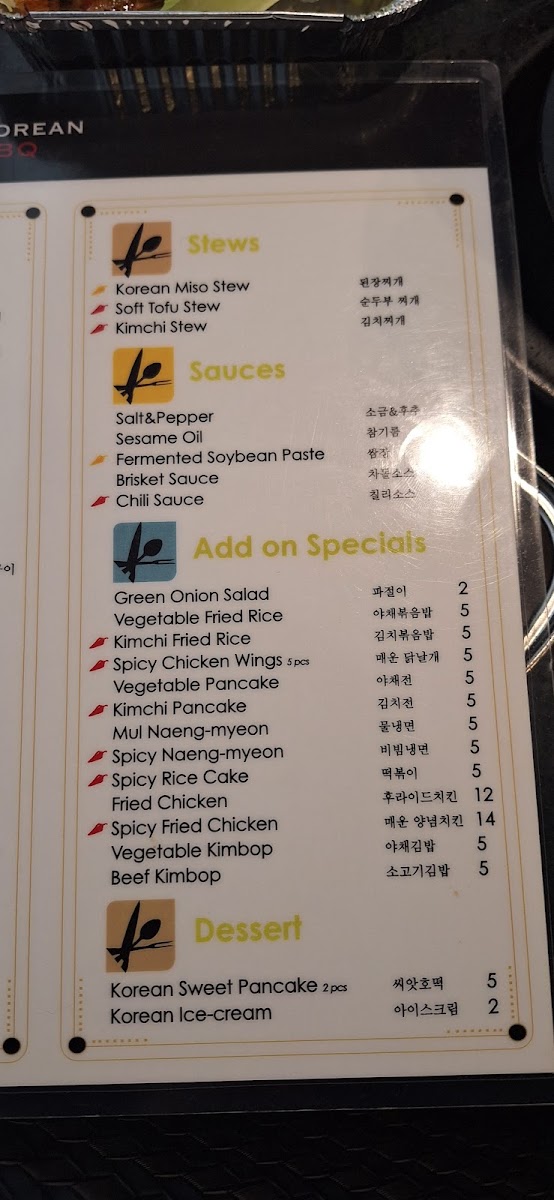 OREAN
BQ
Stews
Korean Miso Stew 된장찌개
Soft Tofu Stew 순두부 찌개
Kimchi Stew 김치찌개
Sauces
Salt&Pepper 소금&후추
Sesame Oil 참기름
Fermented Soybean Paste 쌈장
Brisket Sauce 차돌소스
Chili Sauce 칠리소스
Add on Specials
Green Onion Salad 파절이 2
Vegetable Fried Rice 야채볶음밥 5
Kimchi Fried Rice 김치볶음밥 5
Spicy Chicken Wings 5 pcs 매운 닭날개 5
Vegetable Pancake 야채전 5
Kimchi Pancake 김치전 5
Mul Naeng-myeon 물냉면 5
Spicy Naeng-myeon 비빔냉면 5
Spicy Rice Cake 떡볶이 5
Fried Chicken 후라이드치킨 12
Spicy Fried Chicken 매운 양념치킨 14
Vegetable Kimbop 야채김밥 5
Beef Kimbop 소고기김밥 5
Dessert
Korean Sweet Pancake 2 pcs 씨앗호떡 5
Korean Ice-cream 아이스크림 2